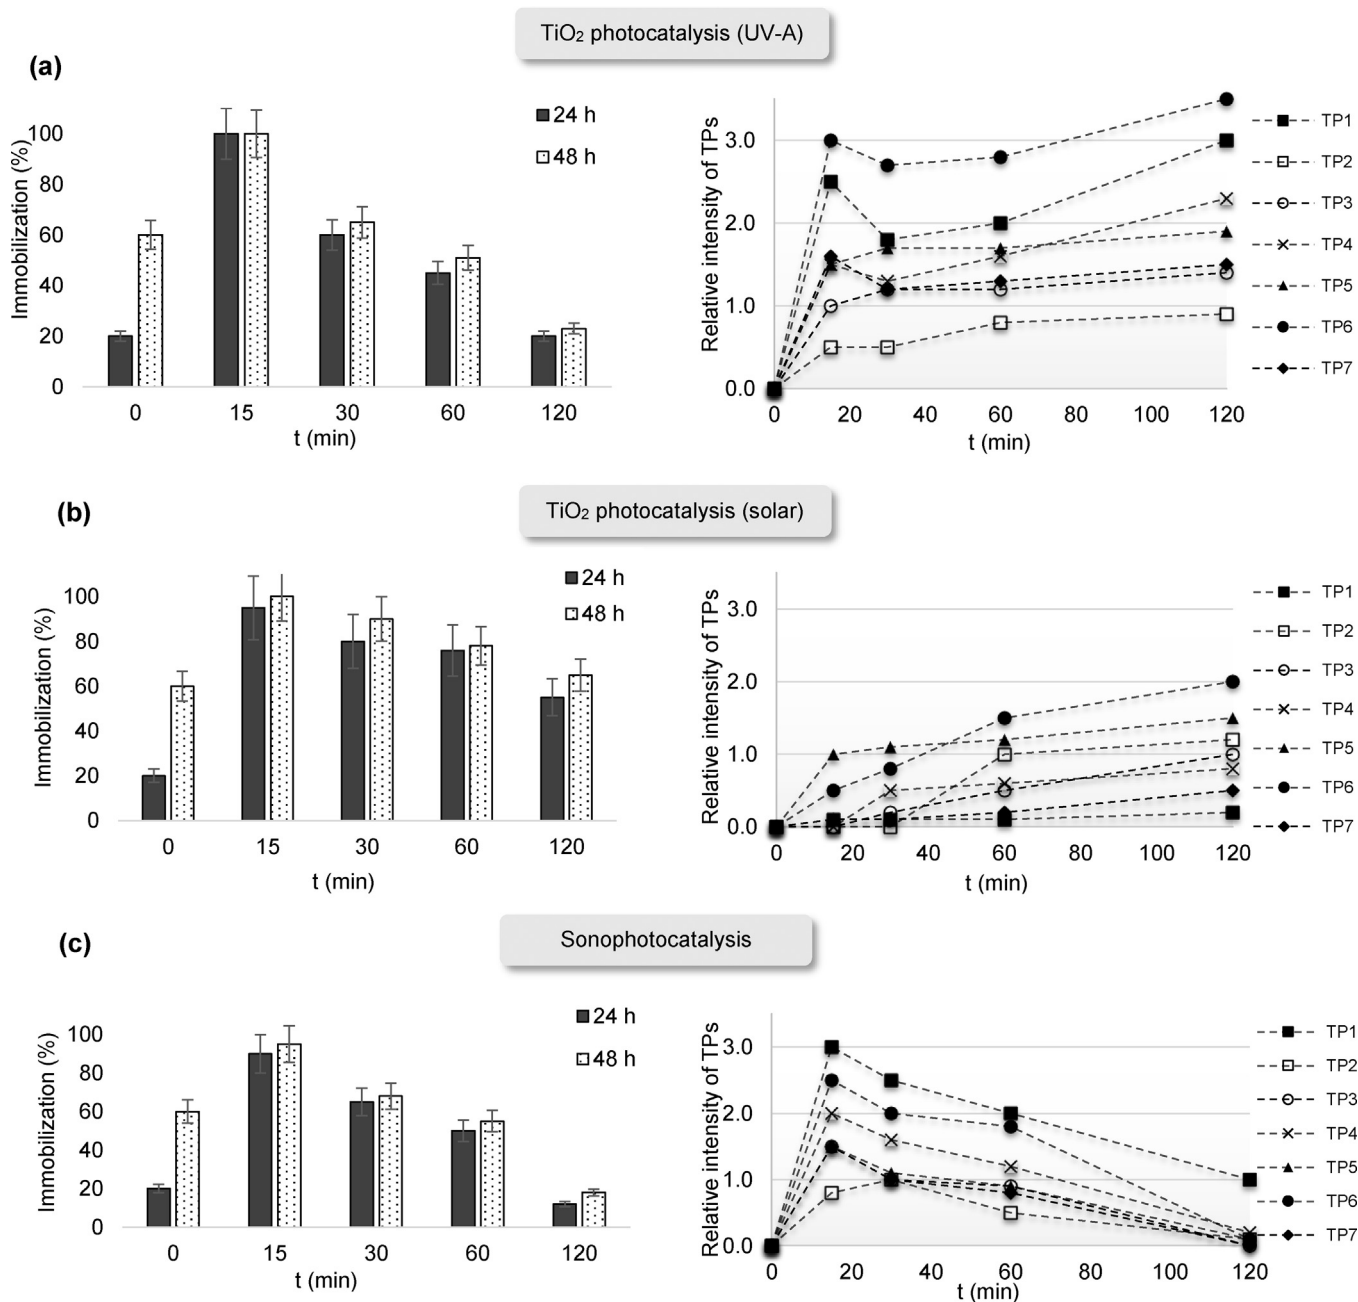 TiO₂ photocatalysis (UV-A)
(a)
Immobilization (%)
100
80
60
40
20
0
0 15 30 60 120
t (min)
24 h
48 h
Relative intensity of TPs
3.0
2.0
1.0
0.0
0 20 40 60 80 100 120
t (min)
TP1
TP2
TP3
TP4
TP5
TP6
TP7
TiO₂ photocatalysis (solar)
(b)
Immobilization (%)
100
80
60
40
20
0
0 15 30 60 120
t (min)
24 h
48 h
Relative intensity of TPs
3.0
2.0
1.0
0.0
0 20 40 60 80 100 120
t (min)
TP1
TP2
TP3
TP4
TP5
TP6
TP7
Sonophotocatalysis
(c)
Immobilization (%)
100
80
60
40
20
0
0 15 30 60 120
t (min)
24 h
48 h
Relative intensity of TPs
3.0
2.0
1.0
0.0
0 20 40 60 80 100 120
t (min)
TP1
TP2
TP3
TP4
TP5
TP6
TP7